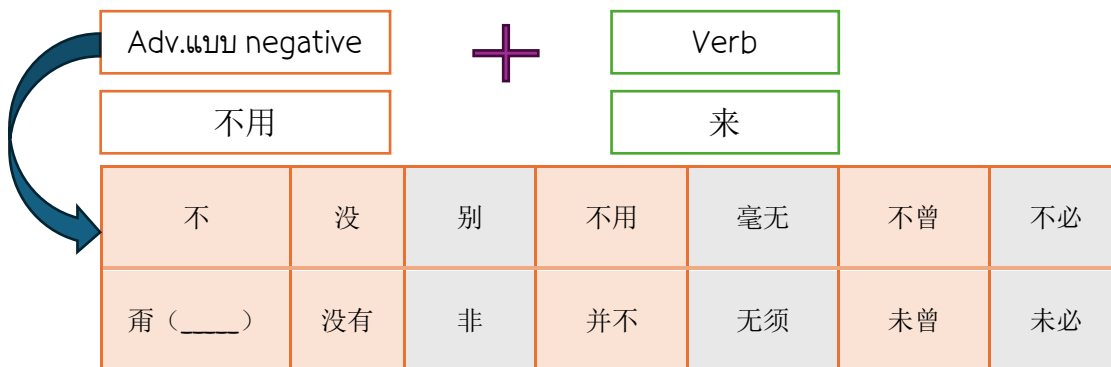 Adv.แบบ negative
Verb
不用
来
不 没 别 不用 毫无 不曾 不必
甭（_____） 没有 非 并不 无须 未曾 未必